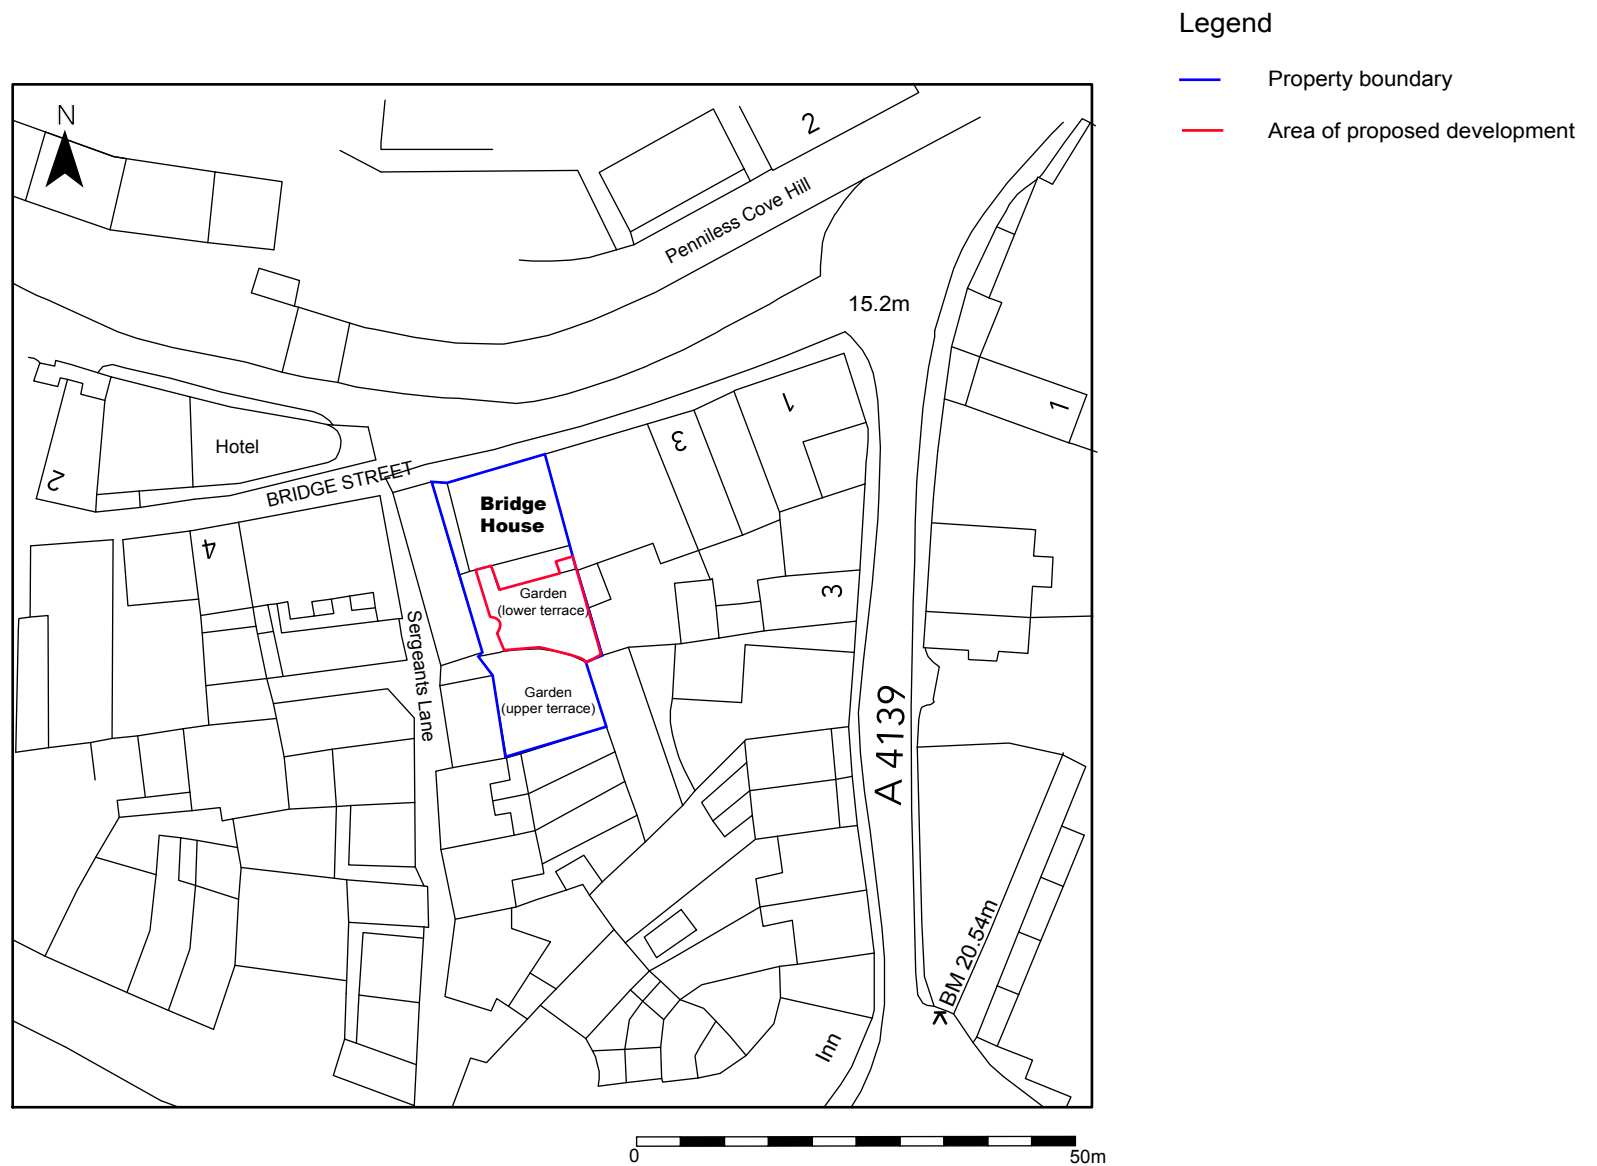 Legend
Property boundary
Area of proposed development
N
2
Penniless Cove Hill
15.2m
1
3
1
Hotel
2
BRIDGE STREET
Bridge
House
4
Garden
(lower terrace)
3
Sergeants Lane
Garden
(upper terrace)
A 4139
BM 20.54m
Inn
0
50m